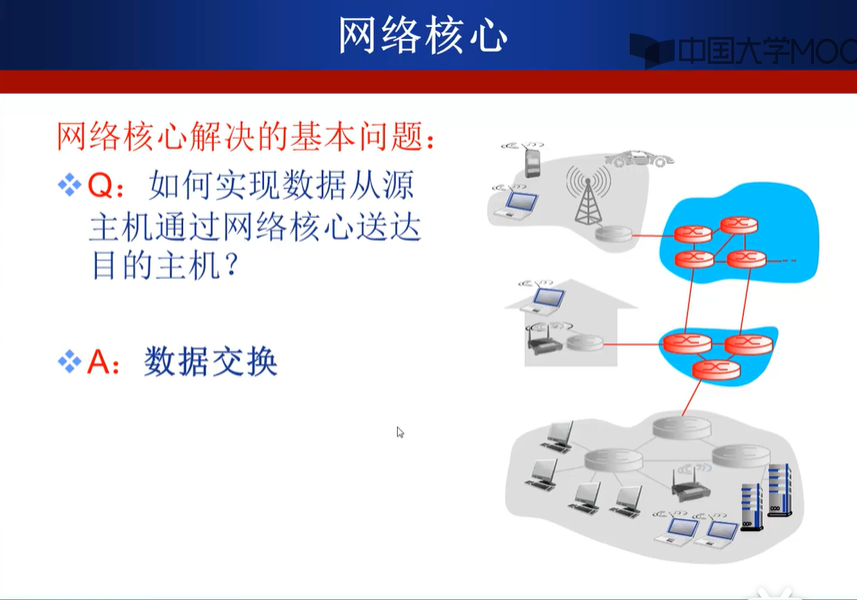 网络核心
中国大学MOO
网络核心解决的基本问题：
Q：如何实现数据从源
主机通过网络核心送达
目的主机？
A：数据交换